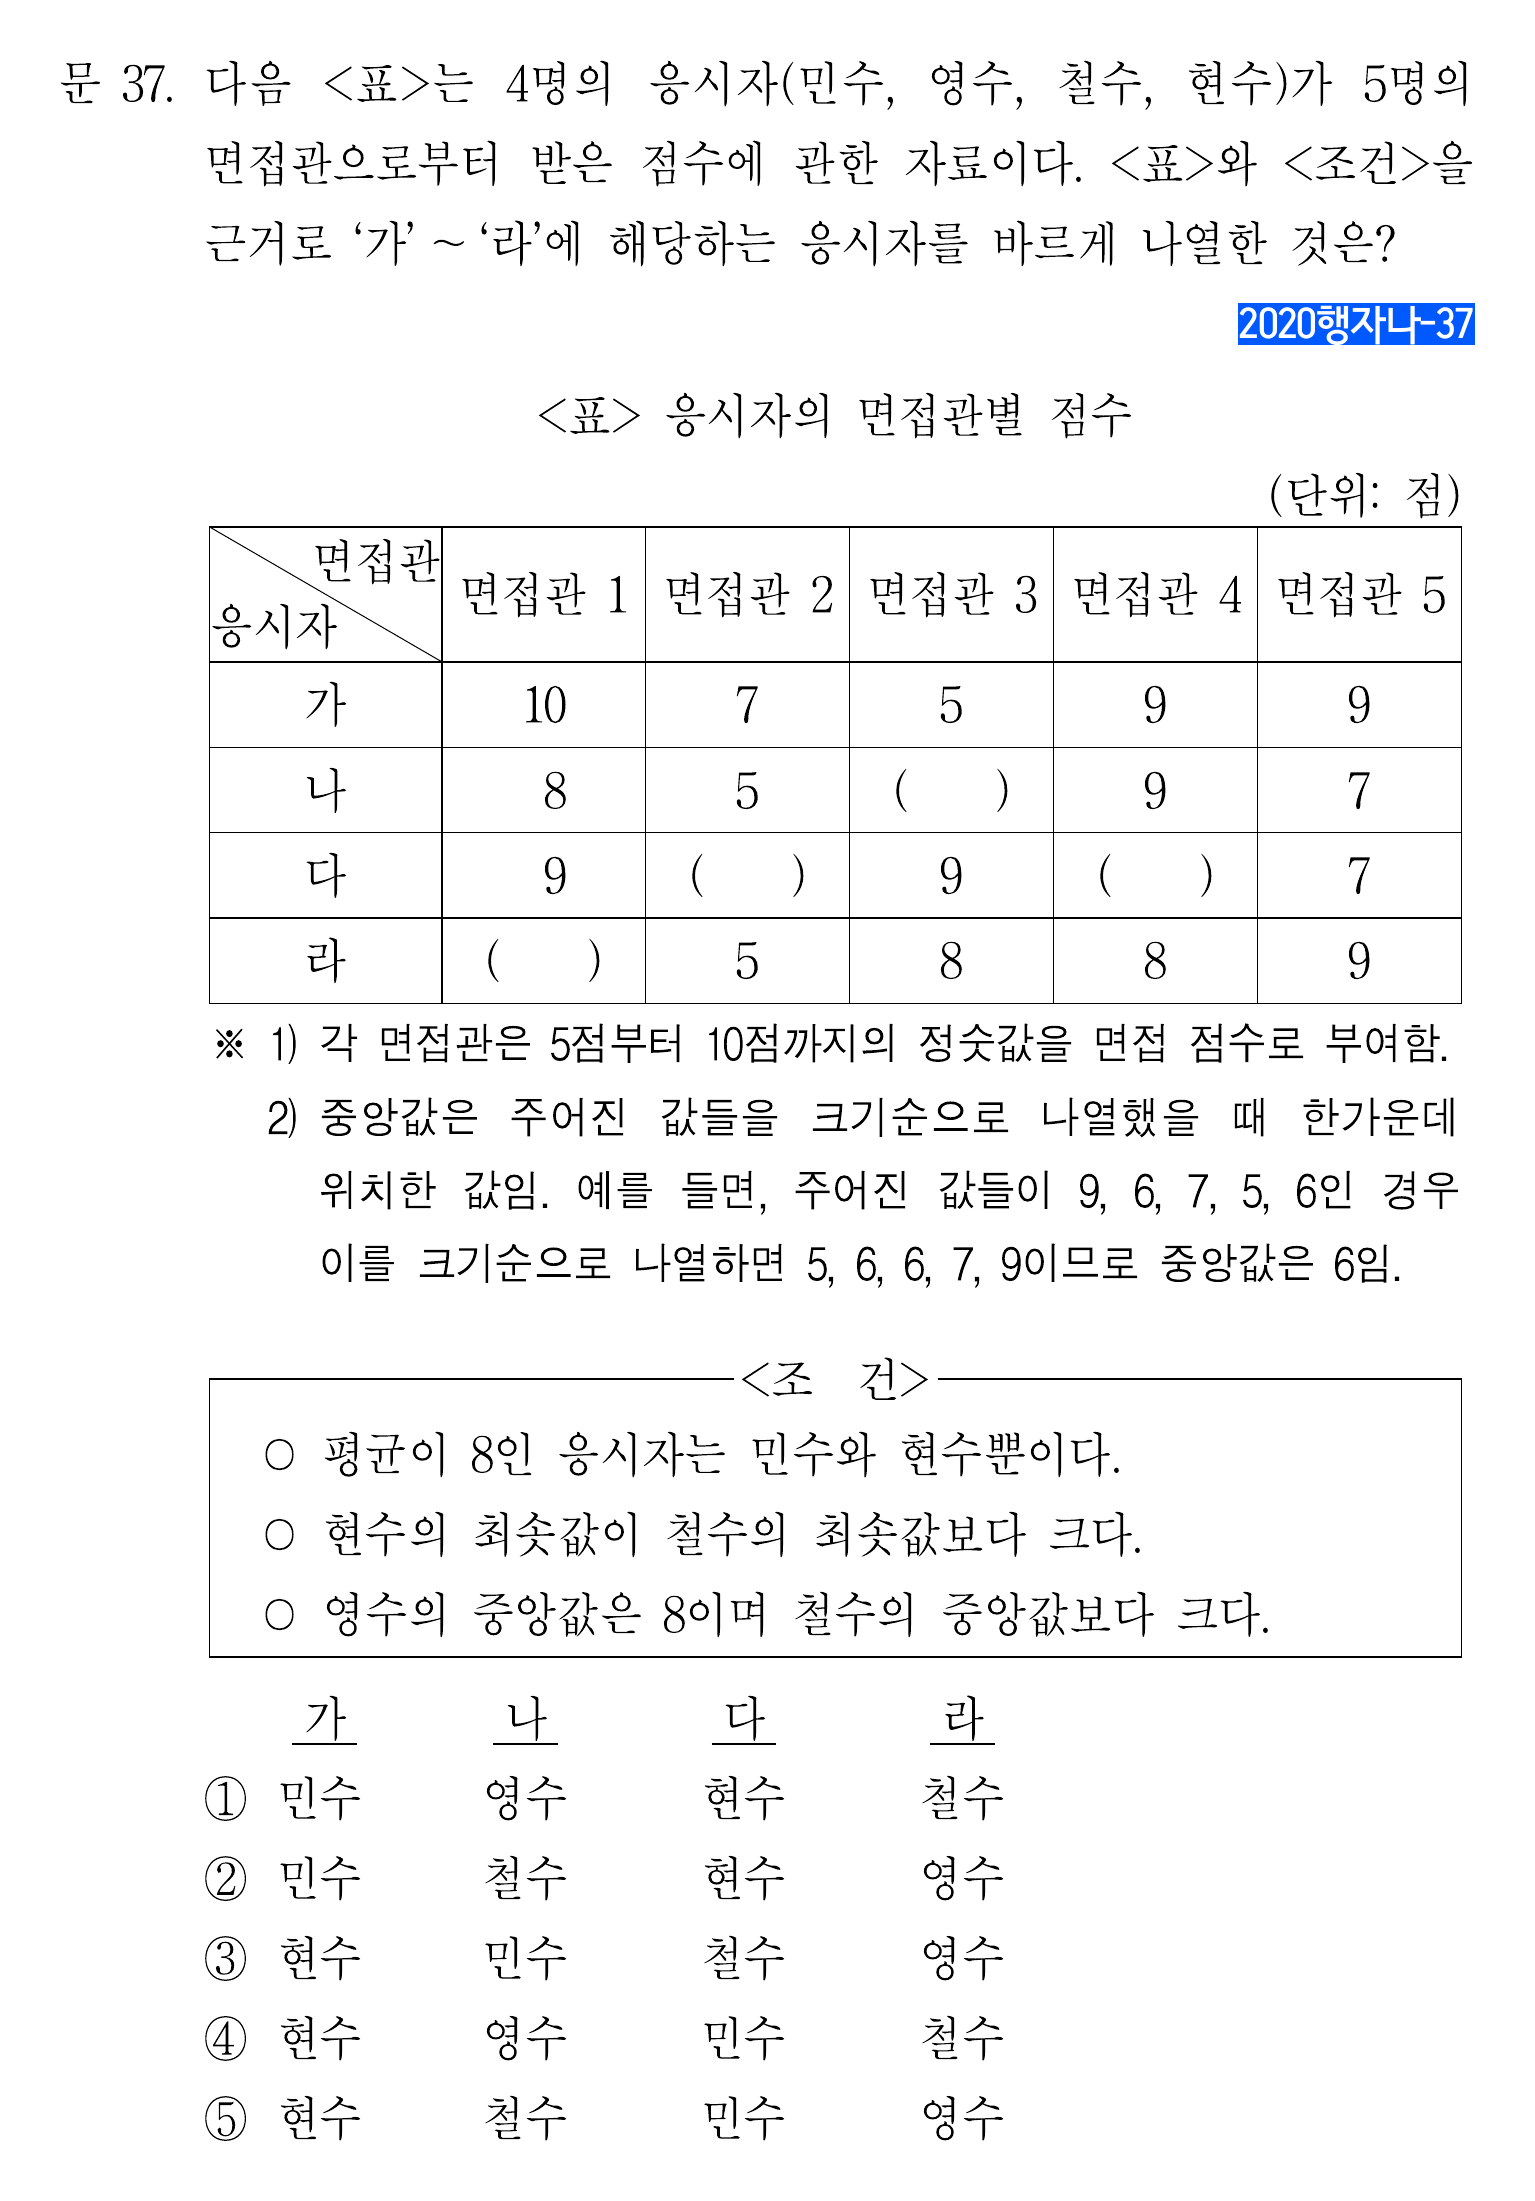 문 37. 다음 <표>는 4명의 응시자(민수, 영수, 철수, 현수)가 5명의
면접관으로부터 받은 점수에 관한 자료이다. <표>와 <조건>을
근거로 ‘가’ ~ ‘라’에 해당하는 응시자를 바르게 나열한 것은?
2020행자나-37
<표> 응시자의 면접관별 점수
(단위: 점)
면접관
응시자
면접관 1 면접관 2 면접관 3 면접관 4 면접관 5
가 10 7 5 9 9
나 8 5 (  ) 9 7
다 9 (  ) 9 (  ) 7
라 (  ) 5 8 8 9
※ 1) 각 면접관은 5점부터 10점까지의 정숫값을 면접 점수로 부여함.
2) 중앙값은 주어진 값들을 크기순으로 나열했을 때 한가운데
위치한 값임. 예를 들면, 주어진 값들이 9, 6, 7, 5, 6인 경우
이를 크기순으로 나열하면 5, 6, 6, 7, 9이므로 중앙값은 6임.
<조 건>
○ 평균이 8인 응시자는 민수와 현수뿐이다.
○ 현수의 최솟값이 철수의 최솟값보다 크다.
○ 영수의 중앙값은 8이며 철수의 중앙값보다 크다.
가 나 다 라
① 민수 영수 현수 철수
② 민수 철수 현수 영수
③ 현수 민수 철수 영수
④ 현수 영수 민수 철수
⑤ 현수 철수 민수 영수